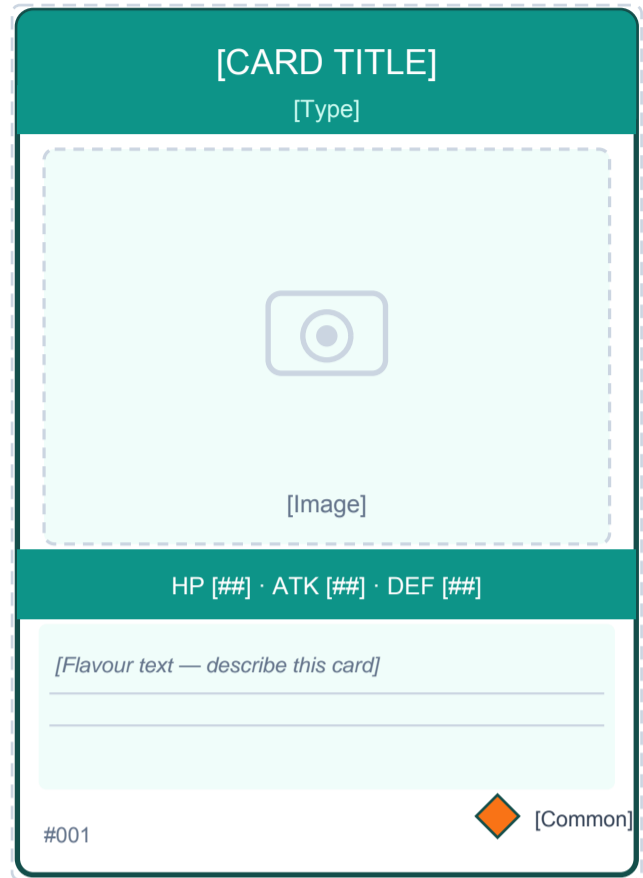 [CARD TITLE]
[Type]
[Image]
HP [##] · ATK [##] · DEF [##]
[Flavour text — describe this card]
[Common]
#001